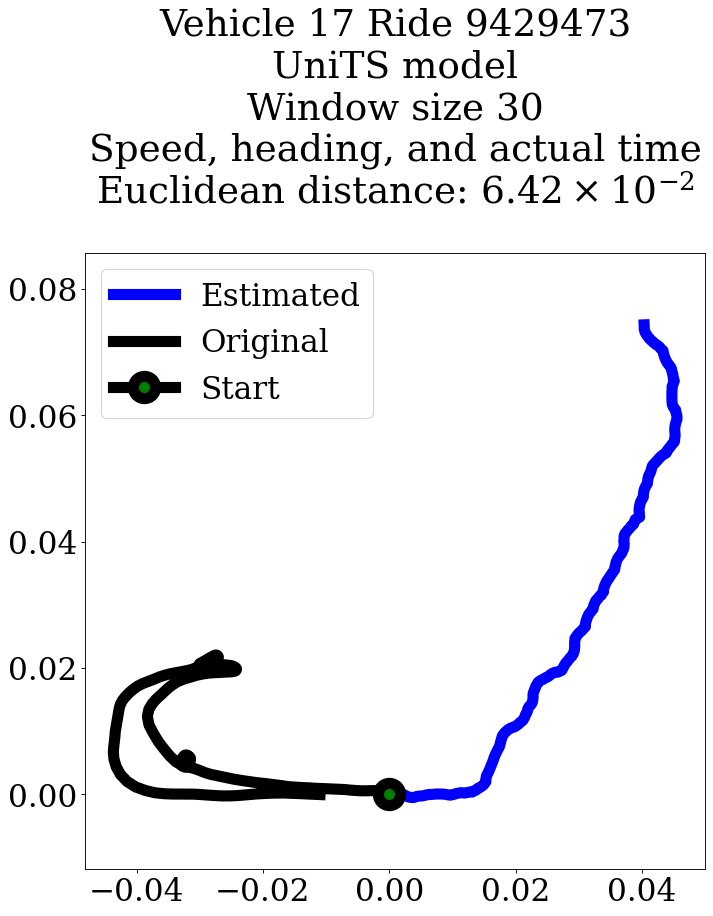 Vehicle 17 Ride 9429473
UniTS model
Window size 30
Speed, heading, and actual time
Euclidean distance: 6.42 × 10⁻²
0.08
Estimated
Original
Start
0.06
0.04
0.02
0.00
−0.04 −0.02 0.00 0.02 0.04